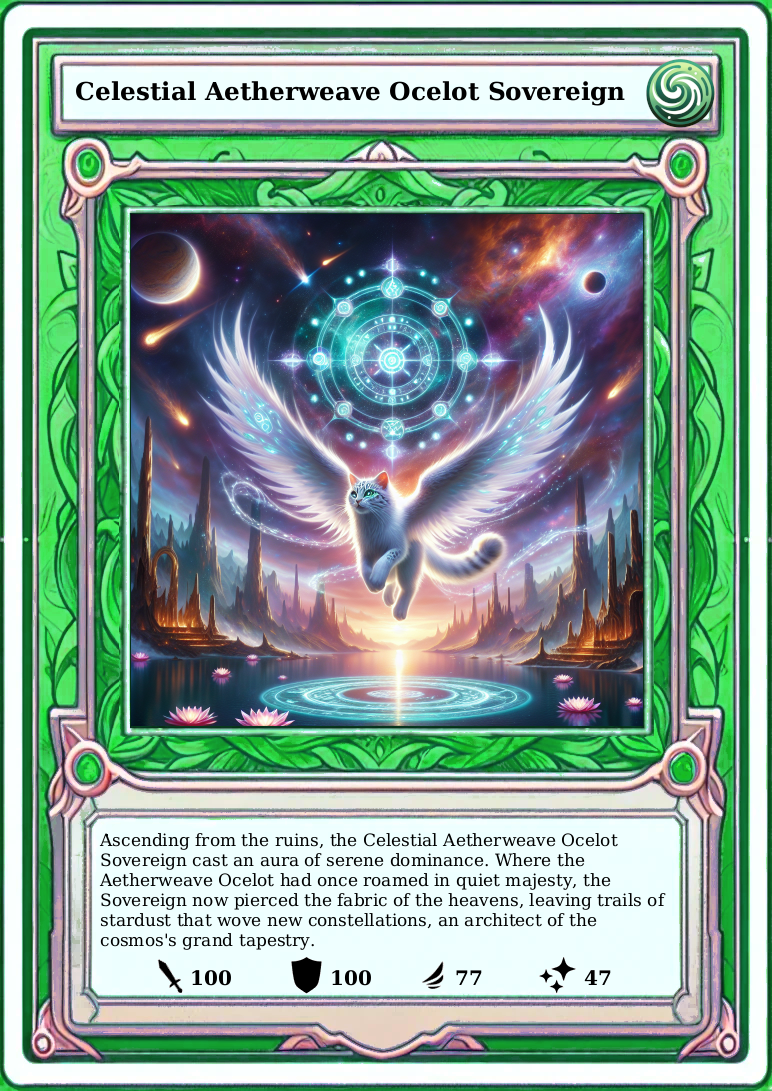 Celestial Aetherweave Ocelot Sovereign
Ascending from the ruins, the Celestial Aetherweave Ocelot
Sovereign cast an aura of serene dominance. Where the
Aetherweave Ocelot had once roamed in quiet majesty, the
Sovereign now pierced the fabric of the heavens, leaving trails of
stardust that wove new constellations, an architect of the
cosmos's grand tapestry.
100 100 77 47